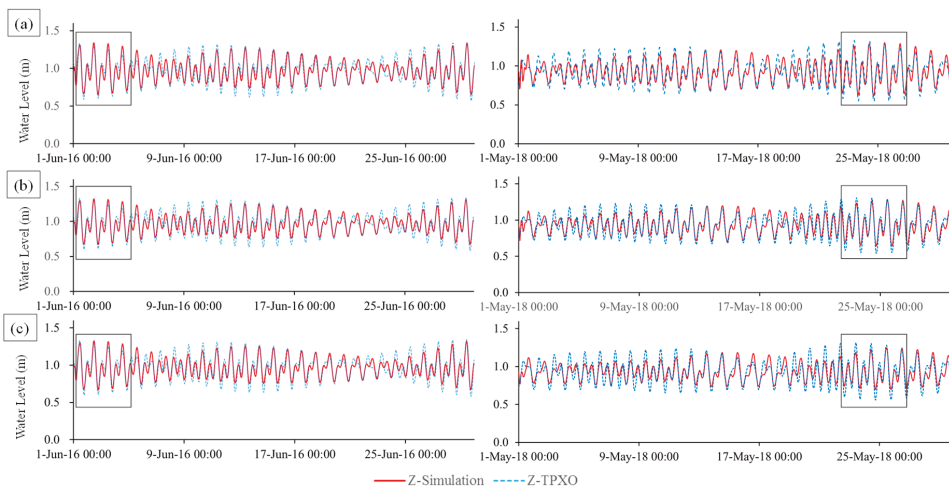 (a)
Water Level (m)
1.5
1.0
0.5
0.0
1-Jun-16 00:00 9-Jun-16 00:00 17-Jun-16 00:00 25-Jun-16 00:00
1.5
1.0
0.5
0.0
1-May-18 00:00 9-May-18 00:00 17-May-18 00:00 25-May-18 00:00
(b)
Water Level (m)
1.5
1.0
0.5
0.0
1-Jun-16 00:00 9-Jun-16 00:00 17-Jun-16 00:00 25-Jun-16 00:00
1.5
1.0
0.5
0.0
1-May-18 00:00 9-May-18 00:00 17-May-18 00:00 25-May-18 00:00
(c)
Water Level (m)
1.5
1.0
0.5
0.0
1-Jun-16 00:00 9-Jun-16 00:00 17-Jun-16 00:00 25-Jun-16 00:00
1.5
1.0
0.5
0.0
1-May-18 00:00 9-May-18 00:00 17-May-18 00:00 25-May-18 00:00
Z-Simulation Z-TPXO